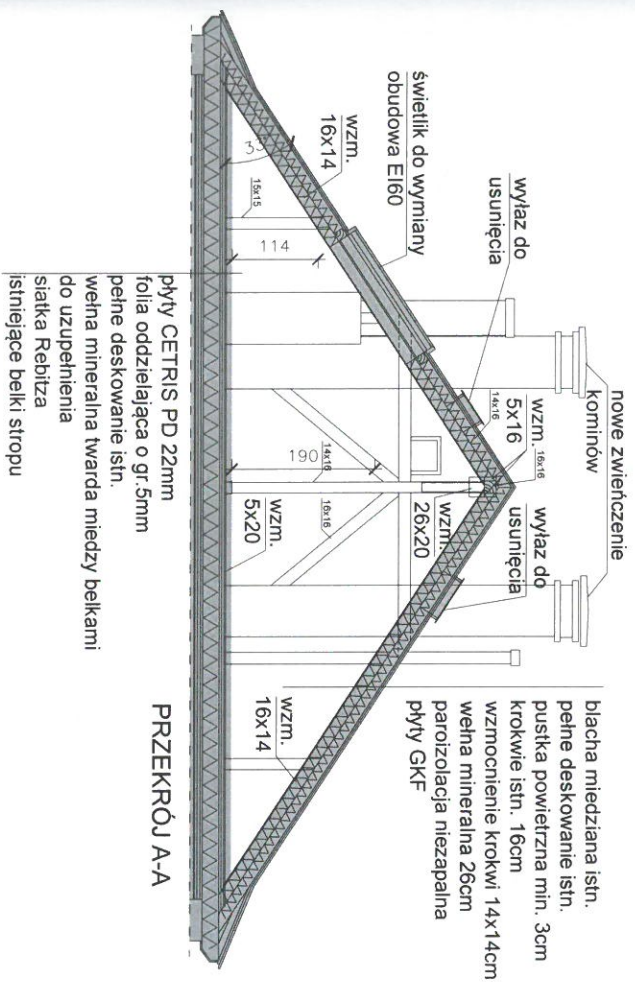 nowe zwieńczenie
kominów
wyłaz do
usunięcia
świetlik do wymiany
obudowa EI60
wzm.
16x14
15x15
114
wzm.
5x16
14x16
16x16
wyłaz do
usunięcia
wzm.
26x20
190
14x16
16x16
wzm.
5x20
wzm.
16x14
blacha miedziana istn.
pełne deskowanie istn.
pustka powietrzna min. 3cm
krokwie istn. 16cm
wzmocnienie krokwi 14x14cm
wełna mineralna 26cm
paroizolacja niezapalna
płyty GKF
płyty CETRIS PD 22mm
folia oddzielająca o gr.5mm
pełne deskowanie istn.
wełna mineralna twarda miedzy belkami
do uzupełnienia
siatka Rebitza
istniejące belki stropu
PRZEKRÓJ A-A